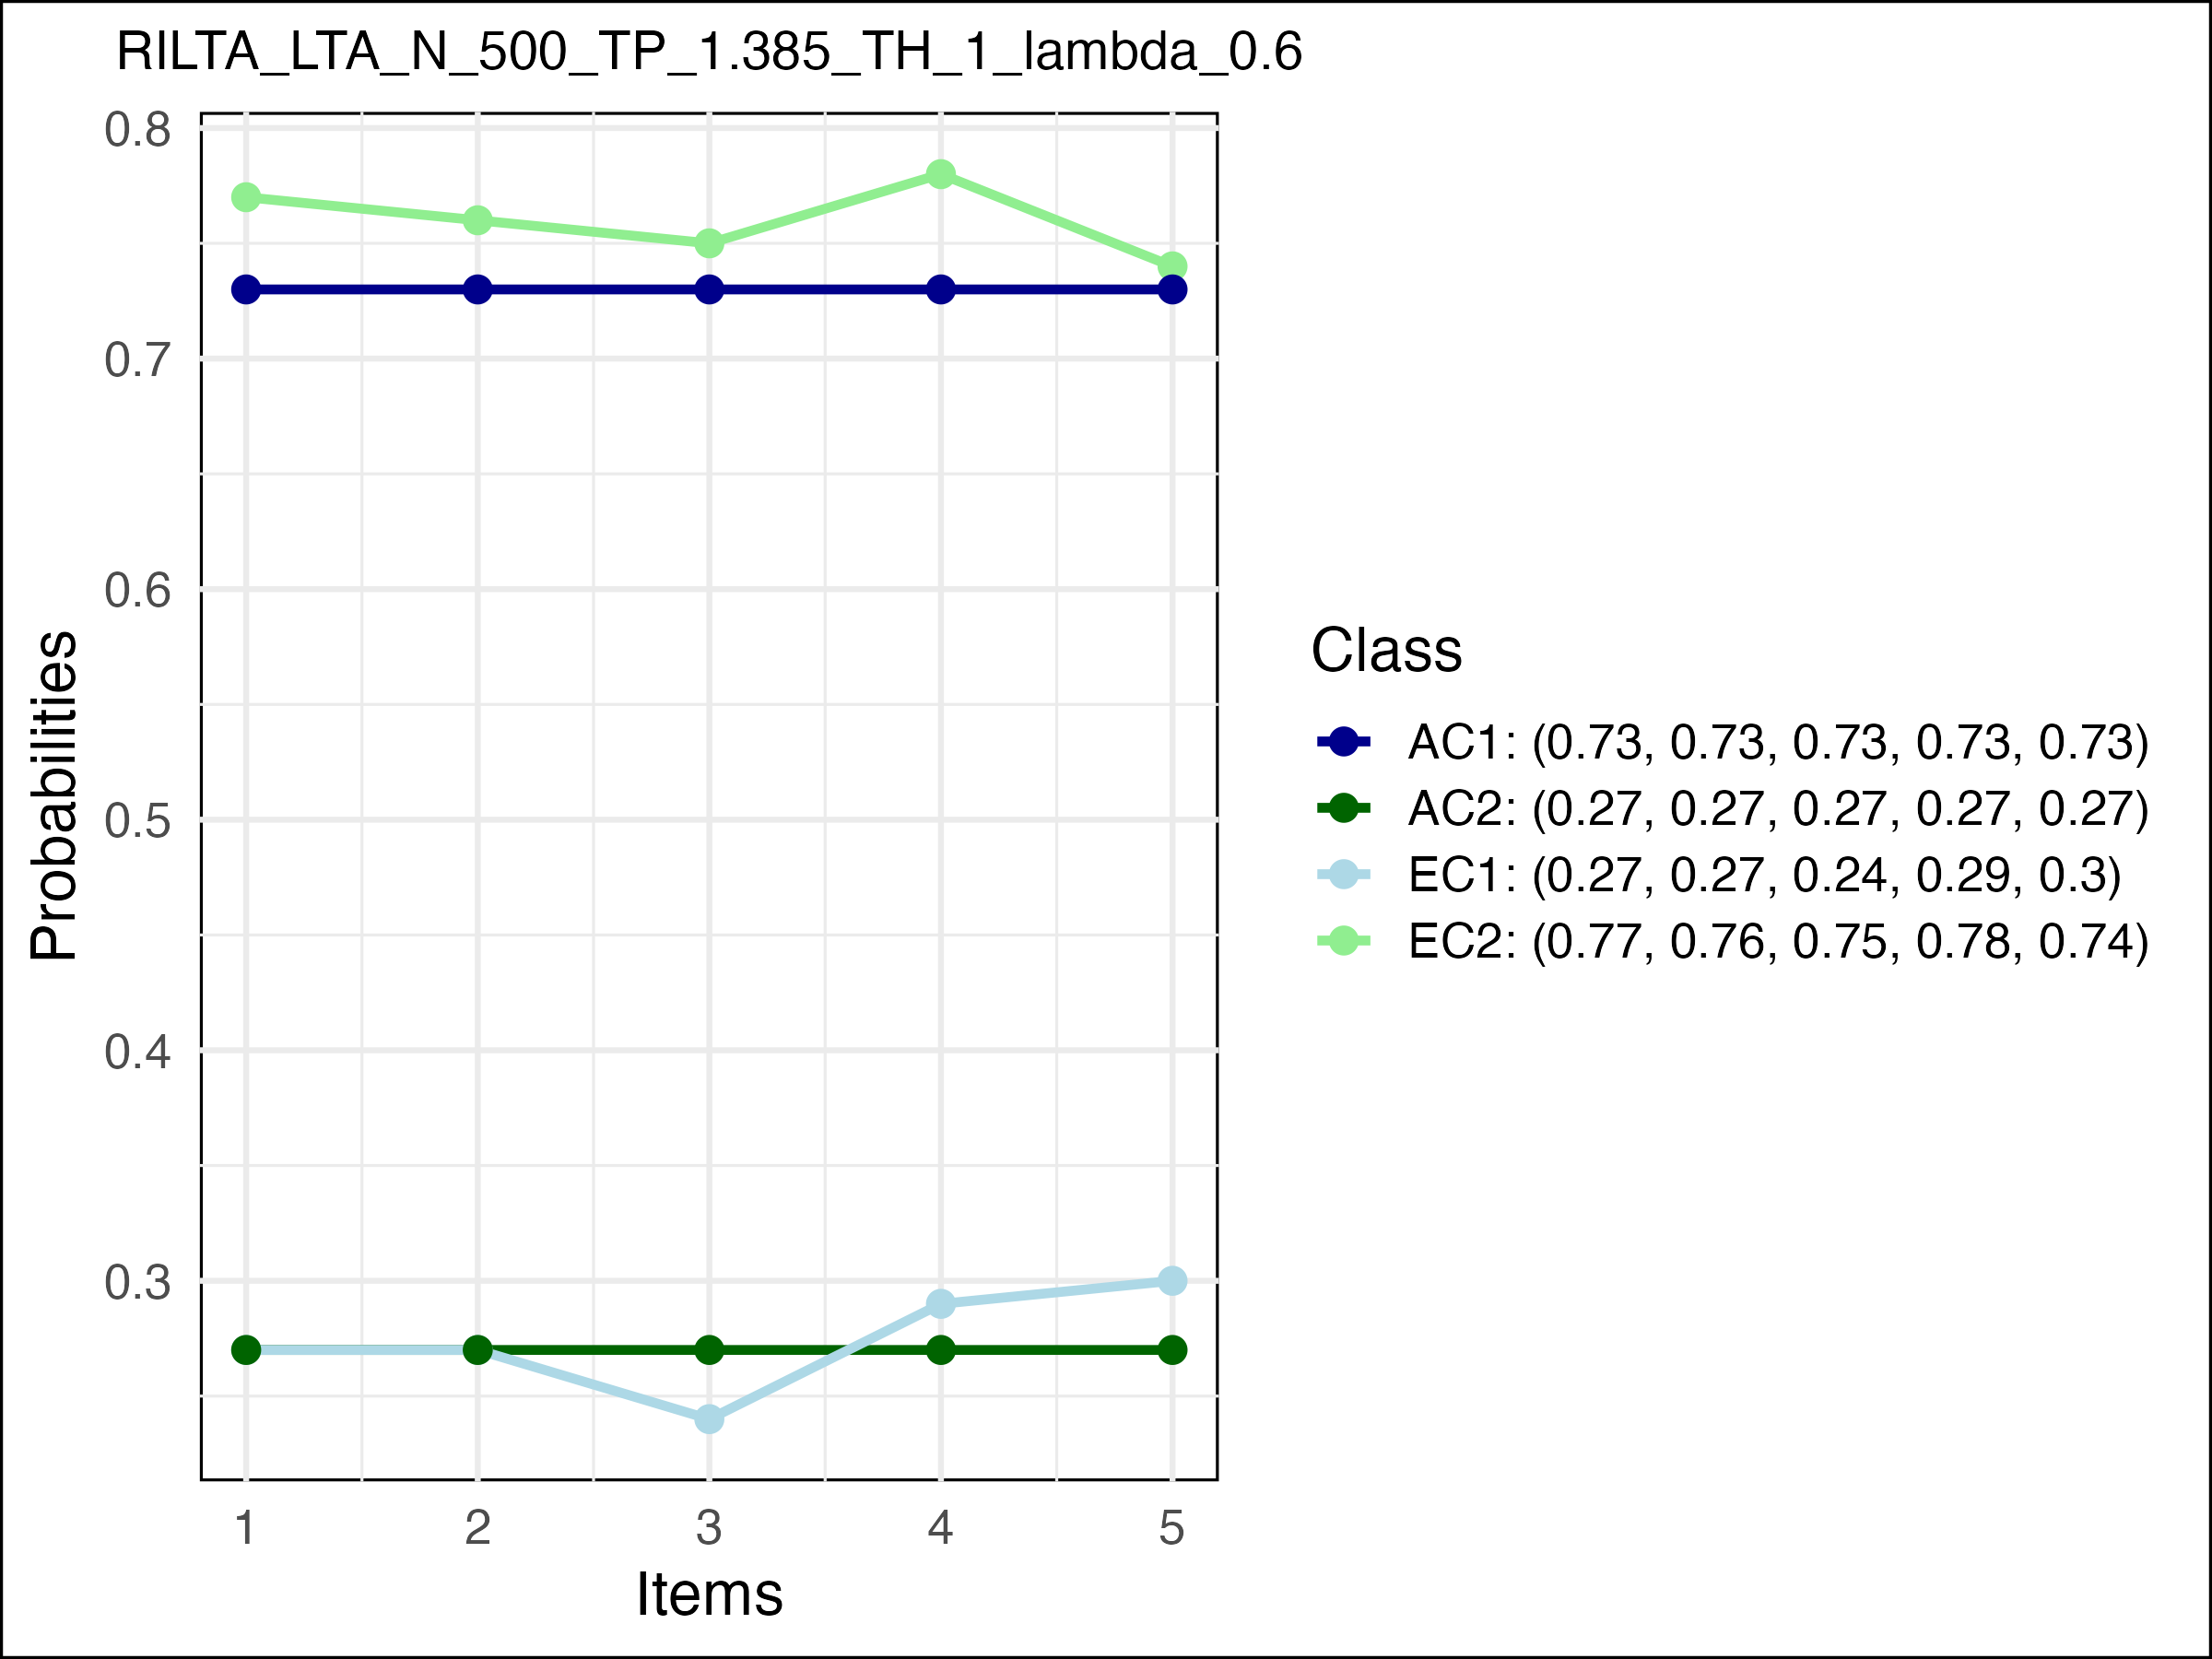 RILTA_LTA_N_500_TP_1.385_TH_1_lambda_0.6
0.8
0.7
0.6
0.5
0.4
0.3
Probabilities
1 2 3 4 5
Items
Class
AC1: (0.73, 0.73, 0.73, 0.73, 0.73)
AC2: (0.27, 0.27, 0.27, 0.27, 0.27)
EC1: (0.27, 0.27, 0.24, 0.29, 0.3)
EC2: (0.77, 0.76, 0.75, 0.78, 0.74)